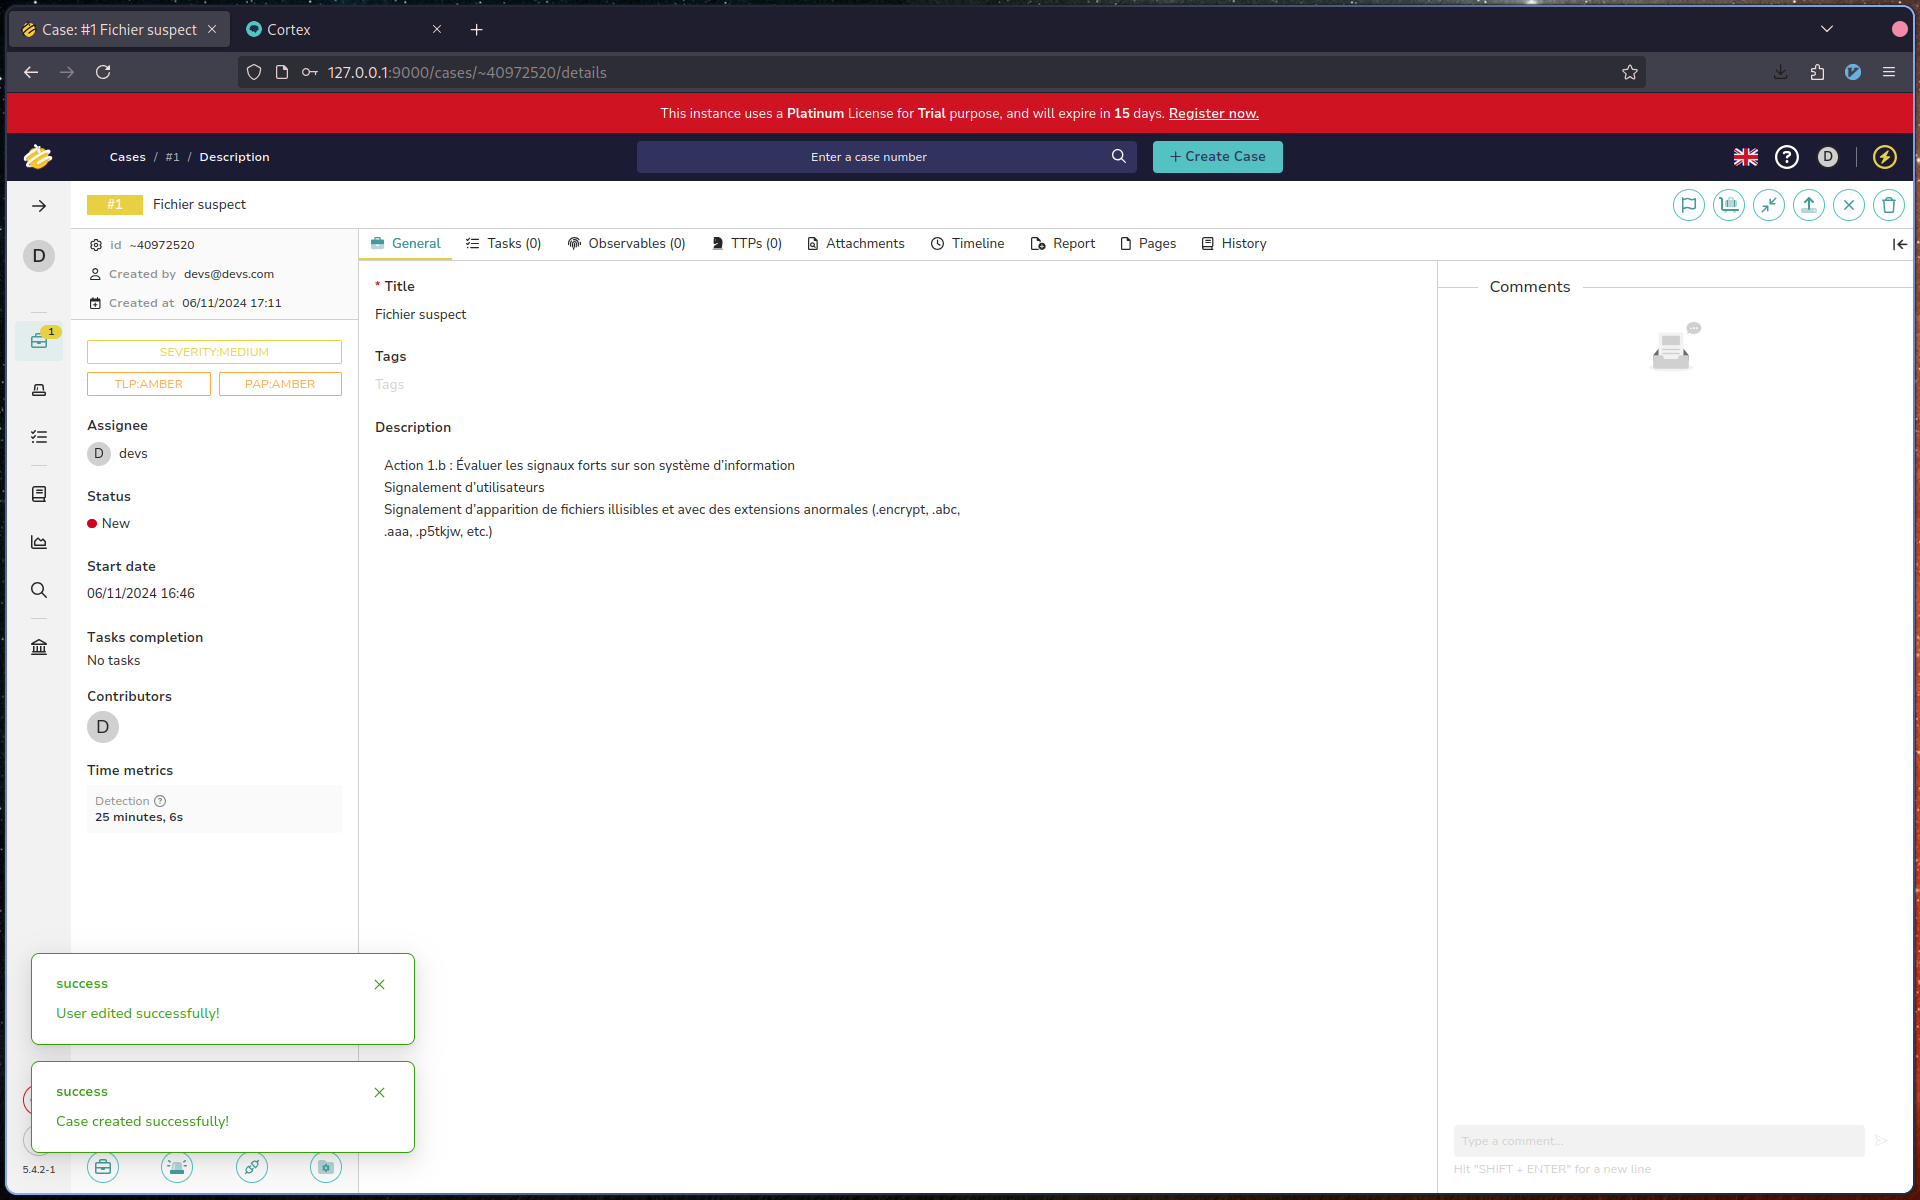 Case: #1 Fichier suspect
Cortex
127.0.0.1:9000/cases/~40972520/details
This instance uses a Platinum License for Trial purpose, and will expire in 15 days. Register now.
Cases / #1 / Description
Enter a case number
+ Create Case
D
#1 Fichier suspect
D
1
id ~40972520
Created by devs@devs.com
Created at 06/11/2024 17:11
SEVERITY:MEDIUM
TLP:AMBER
PAP:AMBER
Assignee
D devs
Status
New
Start date
06/11/2024 16:46
Tasks completion
No tasks
Contributors
D
Time metrics
Detection
25 minutes, 6s
General
Tasks (0)
Observables (0)
TTPs (0)
Attachments
Timeline
Report
Pages
History
* Title
Fichier suspect
Tags
Tags
Description
Action 1.b : Évaluer les signaux forts sur son système d’information
Signalement d’utilisateurs
Signalement d’apparition de fichiers illisibles et avec des extensions anormales (.encrypt, .abc,
.aaa, .p5tkjw, etc.)
Comments
Type a comment...
Hit "SHIFT + ENTER" for a new line
success
User edited successfully!
success
Case created successfully!
5.4.2-1